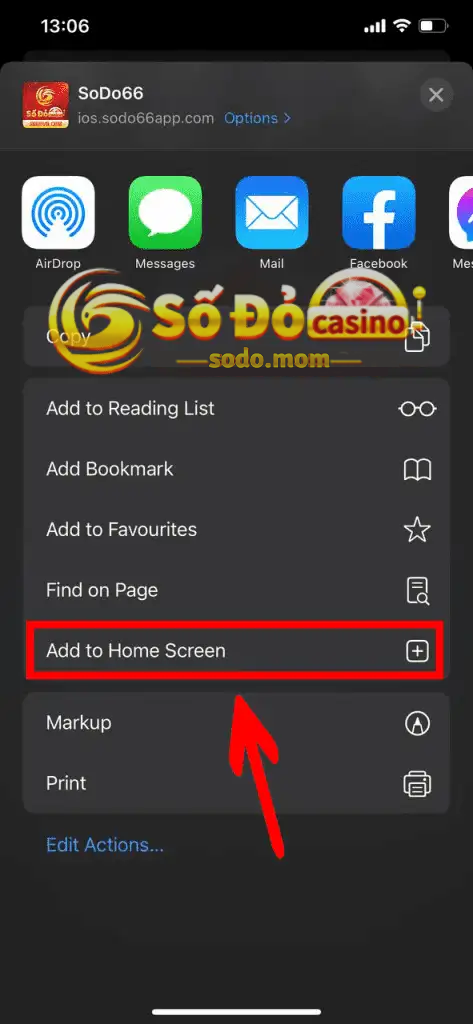 13:06
SoDo66
ios.sodo66app.com Options >
AirDrop Messages Mail Facebook Mes
Copy
SỐ ĐỎ casino
sodo.mom
Add to Reading List
Add Bookmark
Add to Favourites
Find on Page
Add to Home Screen
Markup
Print
Edit Actions...